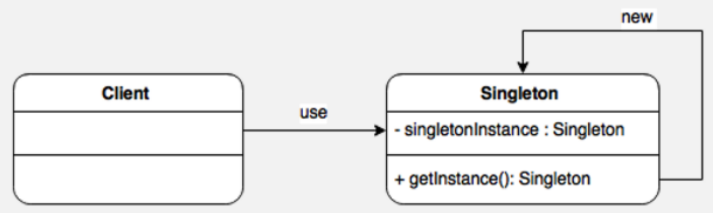 new
Client
Singleton
use
- singletonInstance : Singleton
+ getInstance(): Singleton